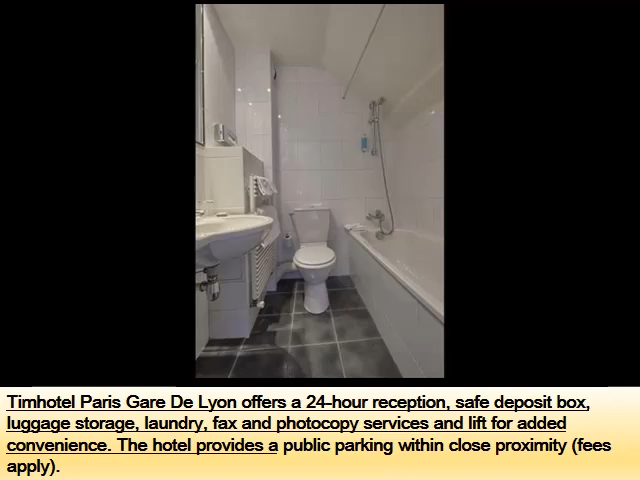 Timhotel Paris Gare De Lyon offers a 24-hour reception, safe deposit box,
luggage storage, laundry, fax and photocopy services and lift for added
convenience. The hotel provides a public parking within close proximity (fees
apply).